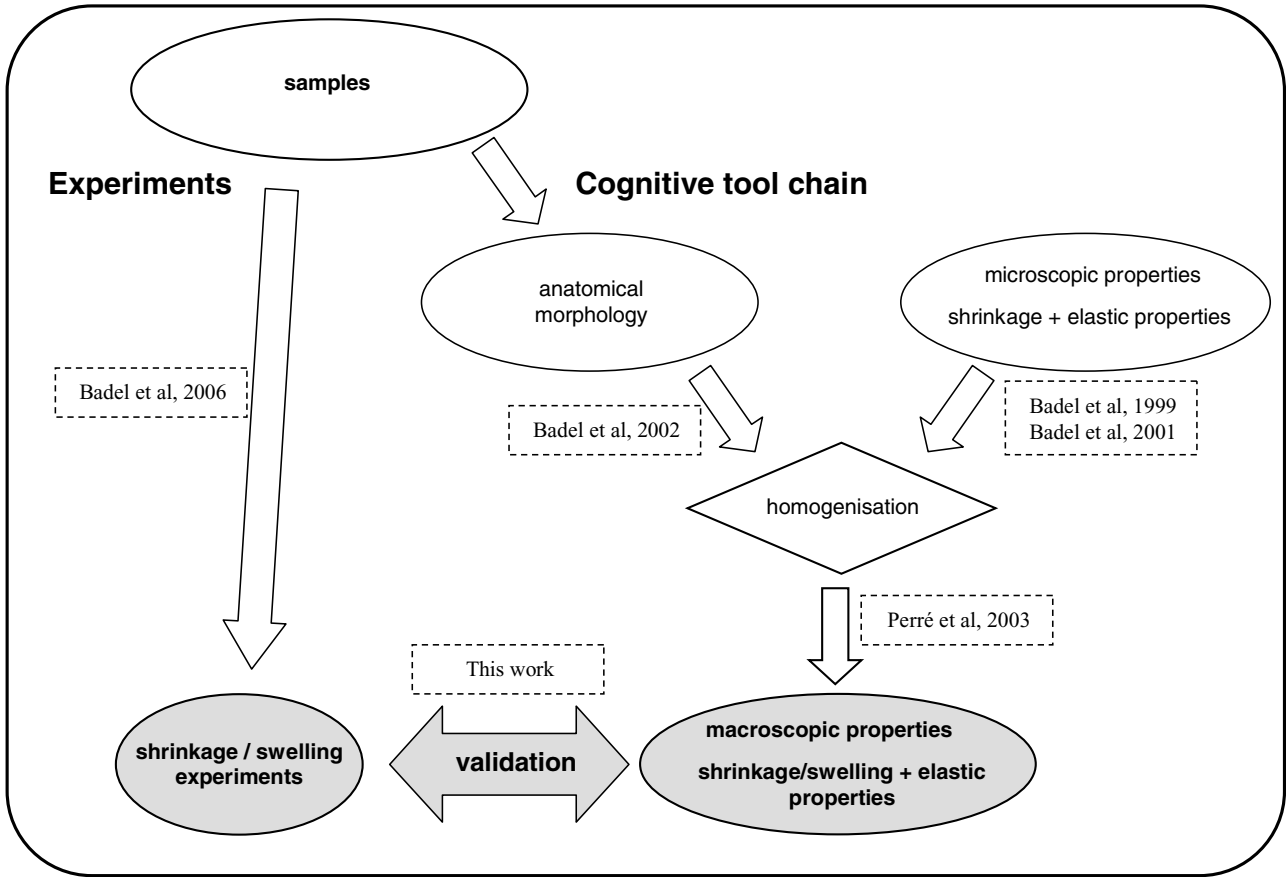 samples
Experiments
Cognitive tool chain
anatomical
morphology
microscopic properties
shrinkage + elastic properties
Badel et al, 2006
Badel et al, 2002
Badel et al, 1999
Badel et al, 2001
homogenisation
Perré et al, 2003
This work
shrinkage / swelling
experiments
validation
macroscopic properties
shrinkage/swelling + elastic
properties